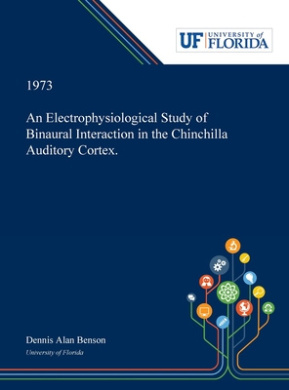 UF UNIVERSITY of
FLORIDA
1973
An Electrophysiological Study of
Binaural Interaction in the Chinchilla
Auditory Cortex.
Dennis Alan Benson
University of Florida